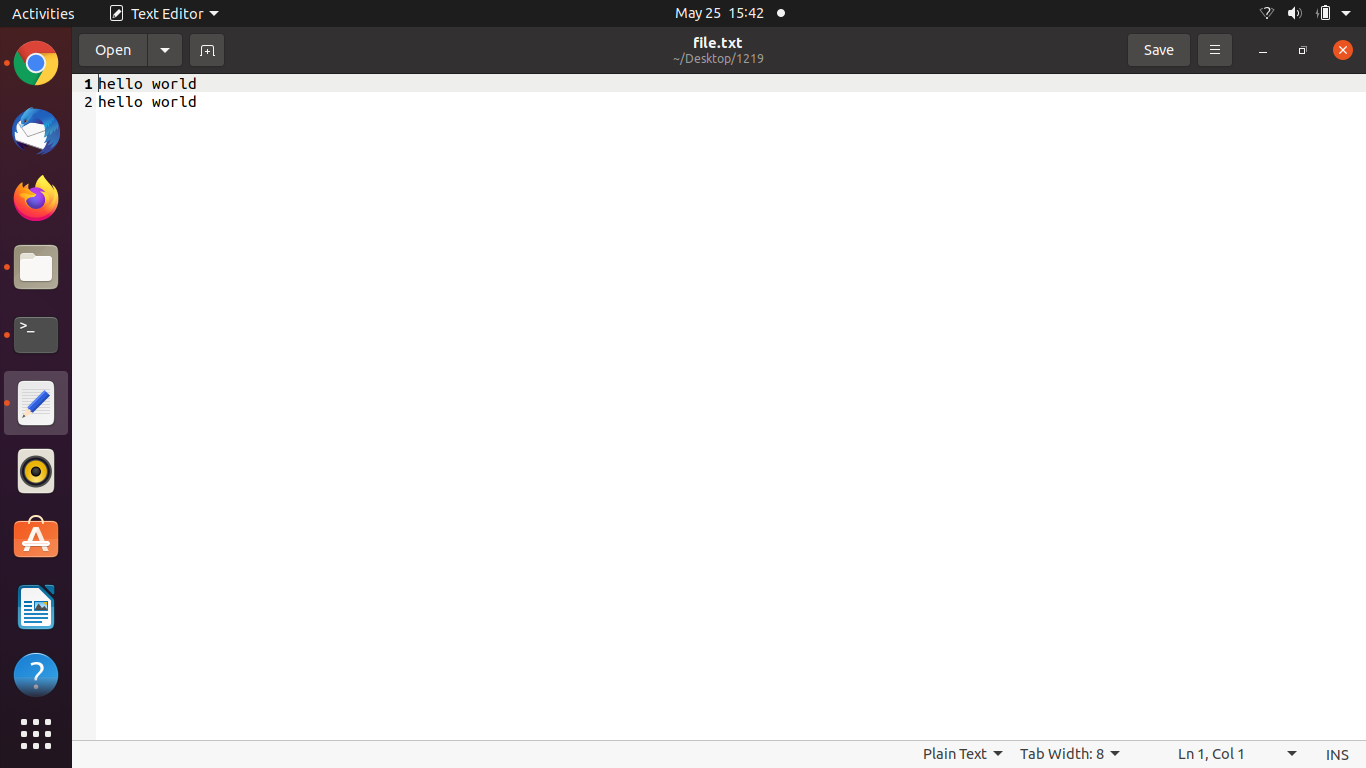 Activities Text Editor May 25 15:42
Open file.txt Save
~/Desktop/1219
1 hello world
2 hello world
Plain Text Tab Width: 8 Ln 1, Col 1 INS